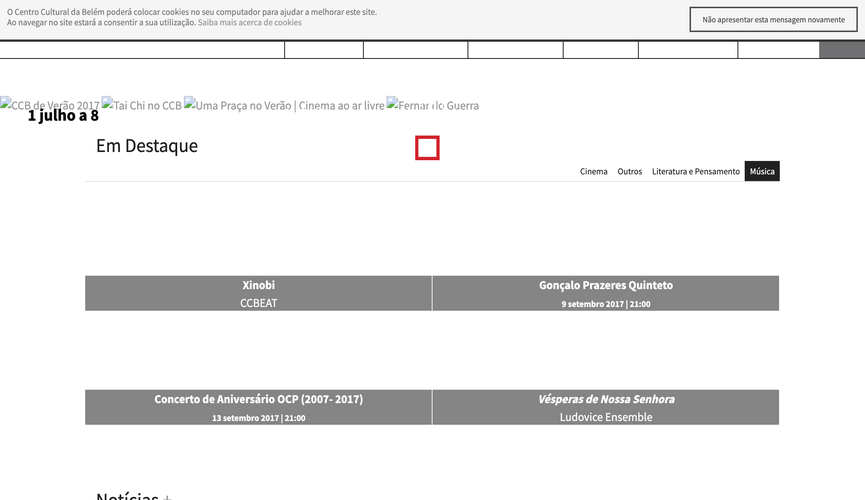 O Centro Cultural da Belém poderá colocar cookies no seu computador para ajudar a melhorar este site.
Ao navegar no site estará a consentir a sua utilização. Saiba mais acerca de cookies
Não apresentar esta mensagem novamente
CCB de Verão 2017 Tai Chi no CCB Uma Praça no Verão | Cinema ao ar livre Fernando Guerra
1 julho a 8
Em Destaque
Cinema Outros Literatura e Pensamento Música
Xinobi
CCBEAT
Gonçalo Prazeres Quinteto
9 setembro 2017 | 21:00
Concerto de Aniversário OCP (2007- 2017)
13 setembro 2017 | 21:00
Vésperas de Nossa Senhora
Ludovice Ensemble
Notícias +